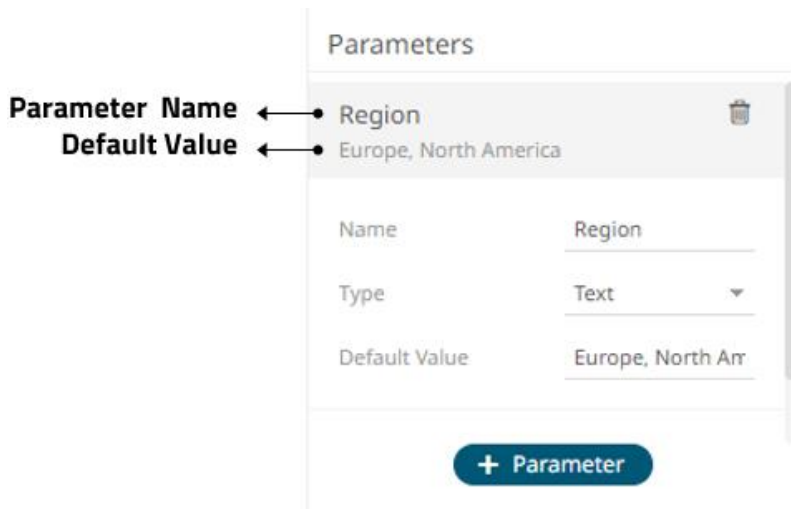 Parameters
Parameter Name
Region
Default Value
Europe, North America
Name
Region
Type
Text
Default Value
Europe, North Am
+ Parameter